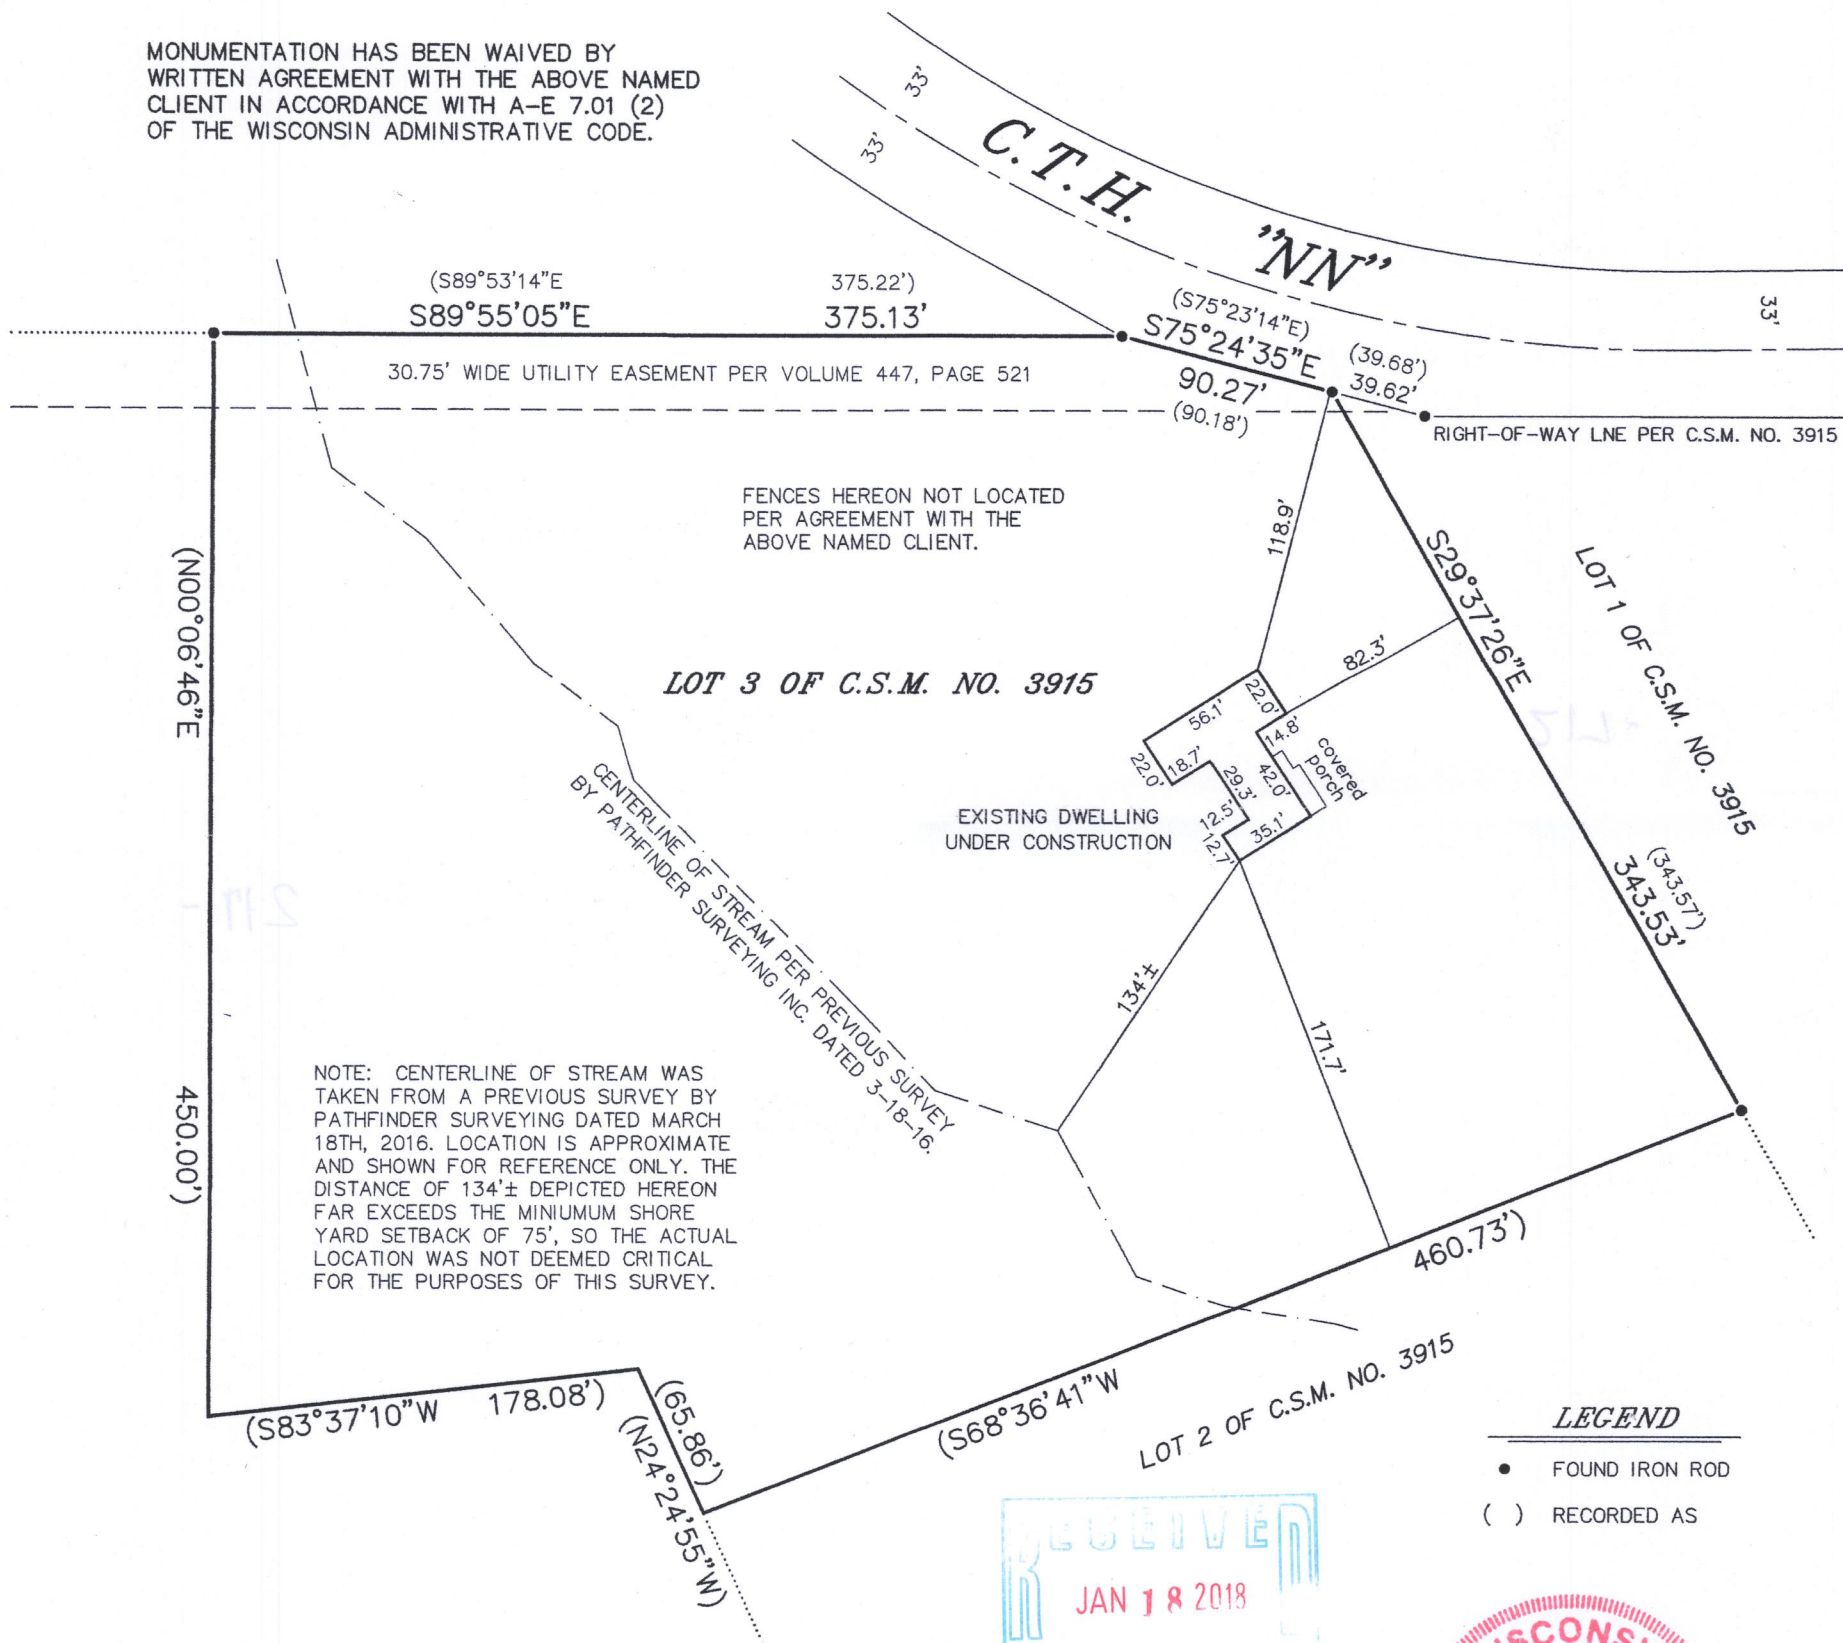 MONUMENTATION HAS BEEN WAIVED BY
WRITTEN AGREEMENT WITH THE ABOVE NAMED
CLIENT IN ACCORDANCE WITH A-E 7.01 (2)
OF THE WISCONSIN ADMINISTRATIVE CODE.
33'
33'
C.T.H. "NN"
33'
(S89°53'14"E 375.22')
S89°55'05"E 375.13'
(S75°23'14"E)
S75°24'35"E
(39.68')
39.62'
90.27'
(90.18')
30.75' WIDE UTILITY EASEMENT PER VOLUME 447, PAGE 521
RIGHT-OF-WAY LNE PER C.S.M. NO. 3915
FENCES HEREON NOT LOCATED
PER AGREEMENT WITH THE
ABOVE NAMED CLIENT.
118.9'
S29°37'26"E
(343.57')
343.53'
LOT 1 OF C.S.M. NO. 3915
(N00°06'46"E 450.00')
LOT 3 OF C.S.M. NO. 3915
82.3'
22.0'
56.1'
14.8'
22.0'
18.7'
29.3'
42.0'
covered
porch
12.5'
35.1'
12.7'
EXISTING DWELLING
UNDER CONSTRUCTION
CENTERLINE OF STREAM PER PREVIOUS SURVEY
BY PATHFINDER SURVEYING INC. DATED 3-18-16.
134'±
171.7'
NOTE: CENTERLINE OF STREAM WAS
TAKEN FROM A PREVIOUS SURVEY BY
PATHFINDER SURVEYING DATED MARCH
18TH, 2016. LOCATION IS APPROXIMATE
AND SHOWN FOR REFERENCE ONLY. THE
DISTANCE OF 134'± DEPICTED HEREON
FAR EXCEEDS THE MINIUMUM SHORE
YARD SETBACK OF 75', SO THE ACTUAL
LOCATION WAS NOT DEEMED CRITICAL
FOR THE PURPOSES OF THIS SURVEY.
(S83°37'10"W 178.08')
(65.86')
(N24°24'55"W)
(S68°36'41"W 460.73')
LOT 2 OF C.S.M. NO. 3915
LEGEND
● FOUND IRON ROD
( ) RECORDED AS
RECEIVED
JAN 18 2018